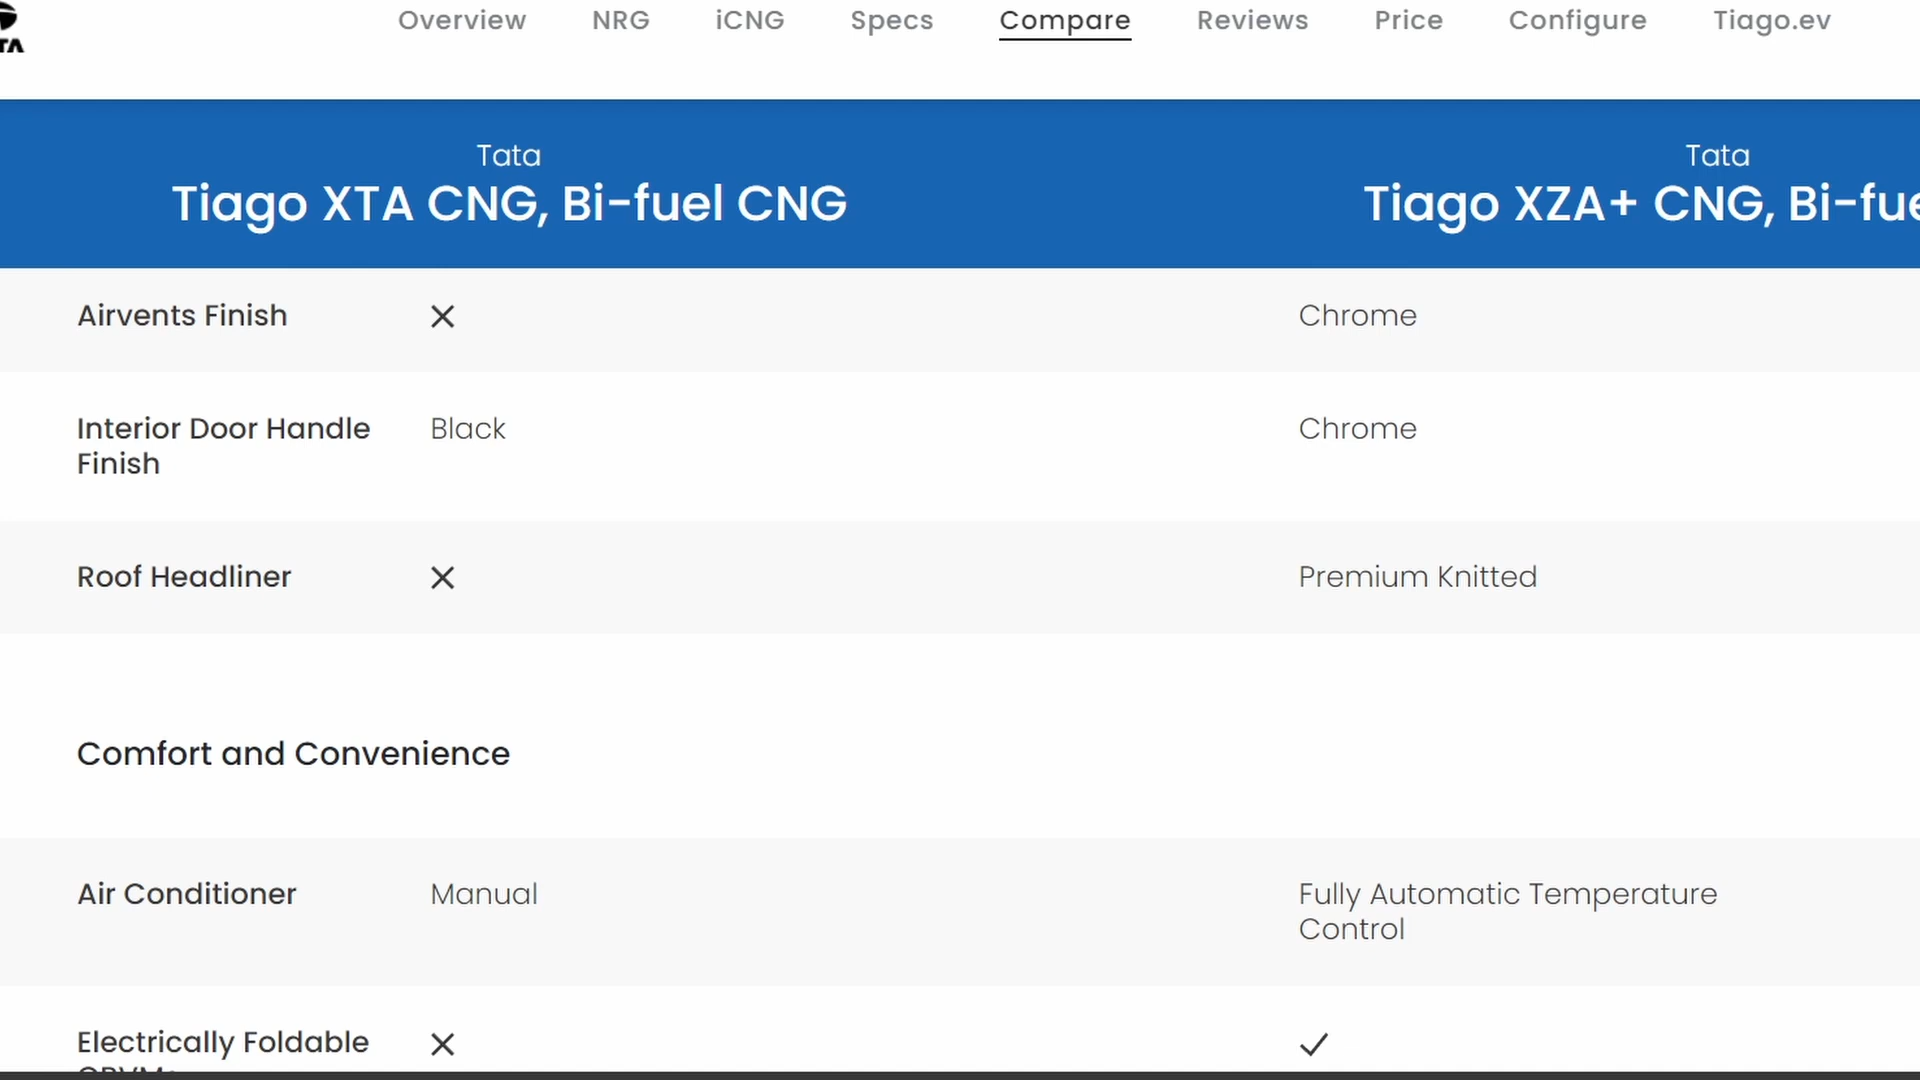 TA
Overview NRG iCNG Specs Compare Reviews Price Configure Tiago.ev
Tata Tata
Tiago XTA CNG, Bi-fuel CNG Tiago XZA+ CNG, Bi-fue
Airvents Finish Chrome
Interior Door Handle Black Chrome
Finish
Roof Headliner Premium Knitted
Comfort and Convenience
Air Conditioner Manual Fully Automatic Temperature
Control
Electrically Foldable